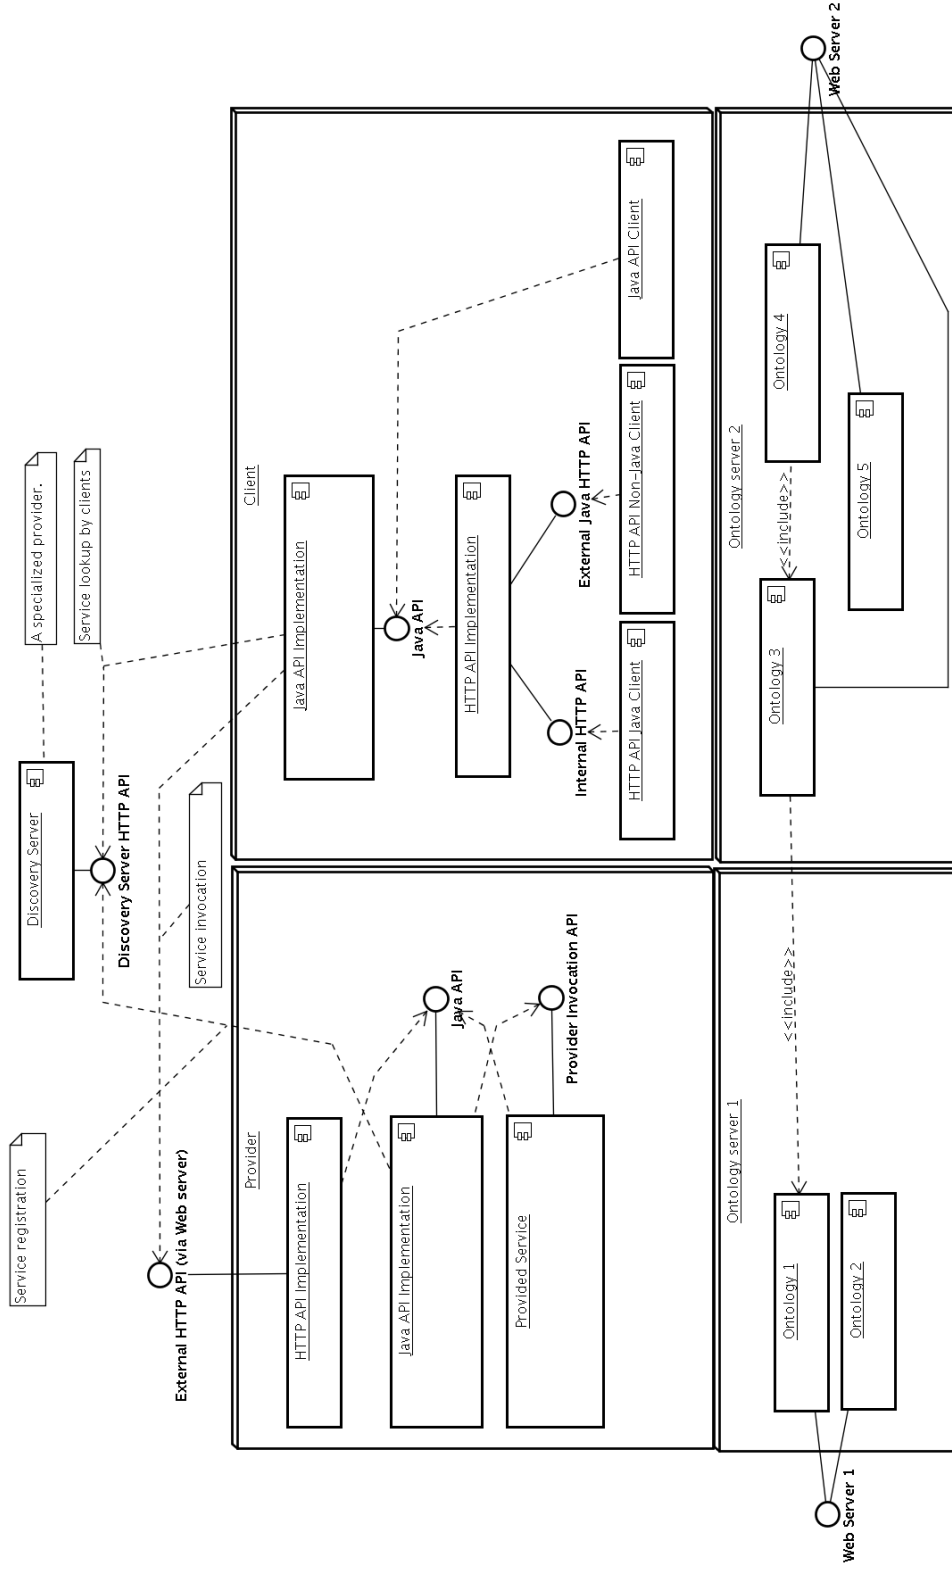 Service registration
A specialized provider.
Service lookup by clients
Discovery Server
Discovery Server HTTP API
External HTTP API (via Web server)
Service invocation
Provider
HTTP API Implementation
Java API Implementation
Java API
Provided Service
Provider Invocation API
Client
Java API Implementation
Java API
HTTP API Implementation
Internal HTTP API
External Java HTTP API
HTTP API Java Client
HTTP API Non-Java Client
Java API Client
Ontology server 1
Ontology 1
Ontology 2
Web Server 1
<<include>>
Ontology server 2
Ontology 3
<<include>>
Ontology 4
Ontology 5
Web Server 2